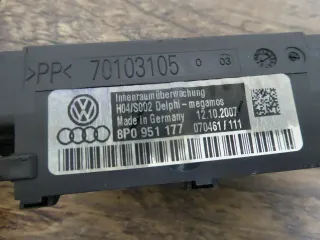 >PP< 70103105 0 03
Innenraumüberwachung
H04/S002 Delphi-megamos
Made in Germany 12.10.2007
8P0 951 177 070461/111